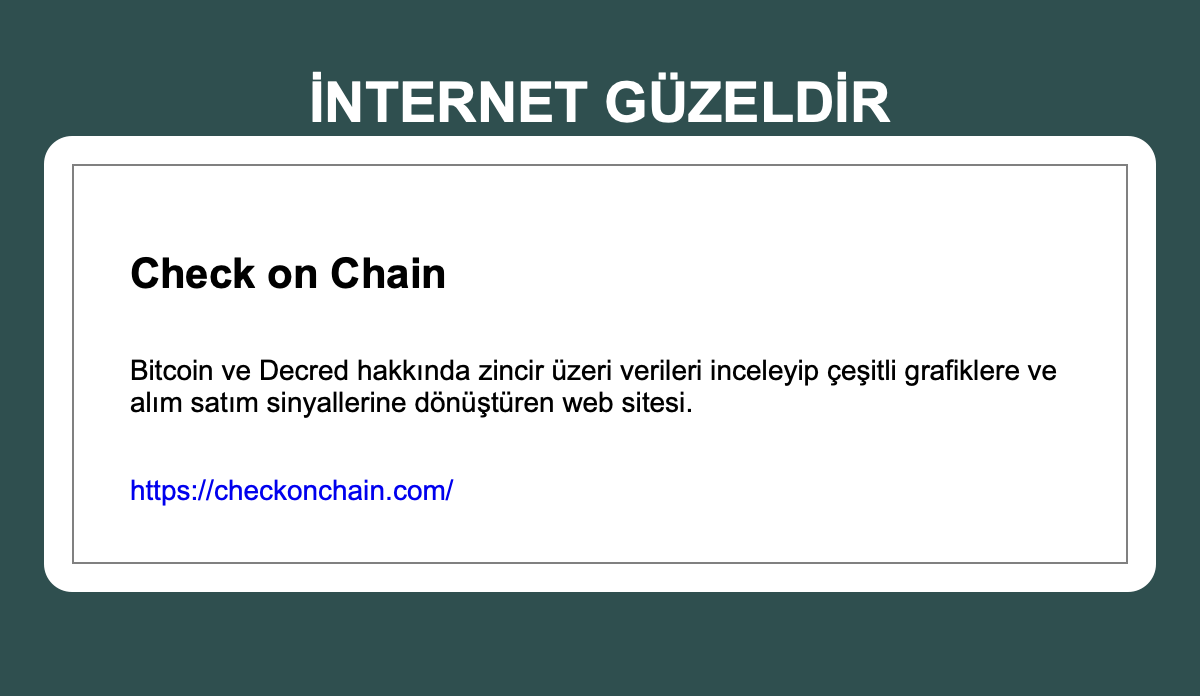 İNTERNET GÜZELDİR
Check on Chain
Bitcoin ve Decred hakkında zincir üzeri verileri inceleyip çeşitli grafiklere ve
alım satım sinyallerine dönüştüren web sitesi.
https://checkonchain.com/